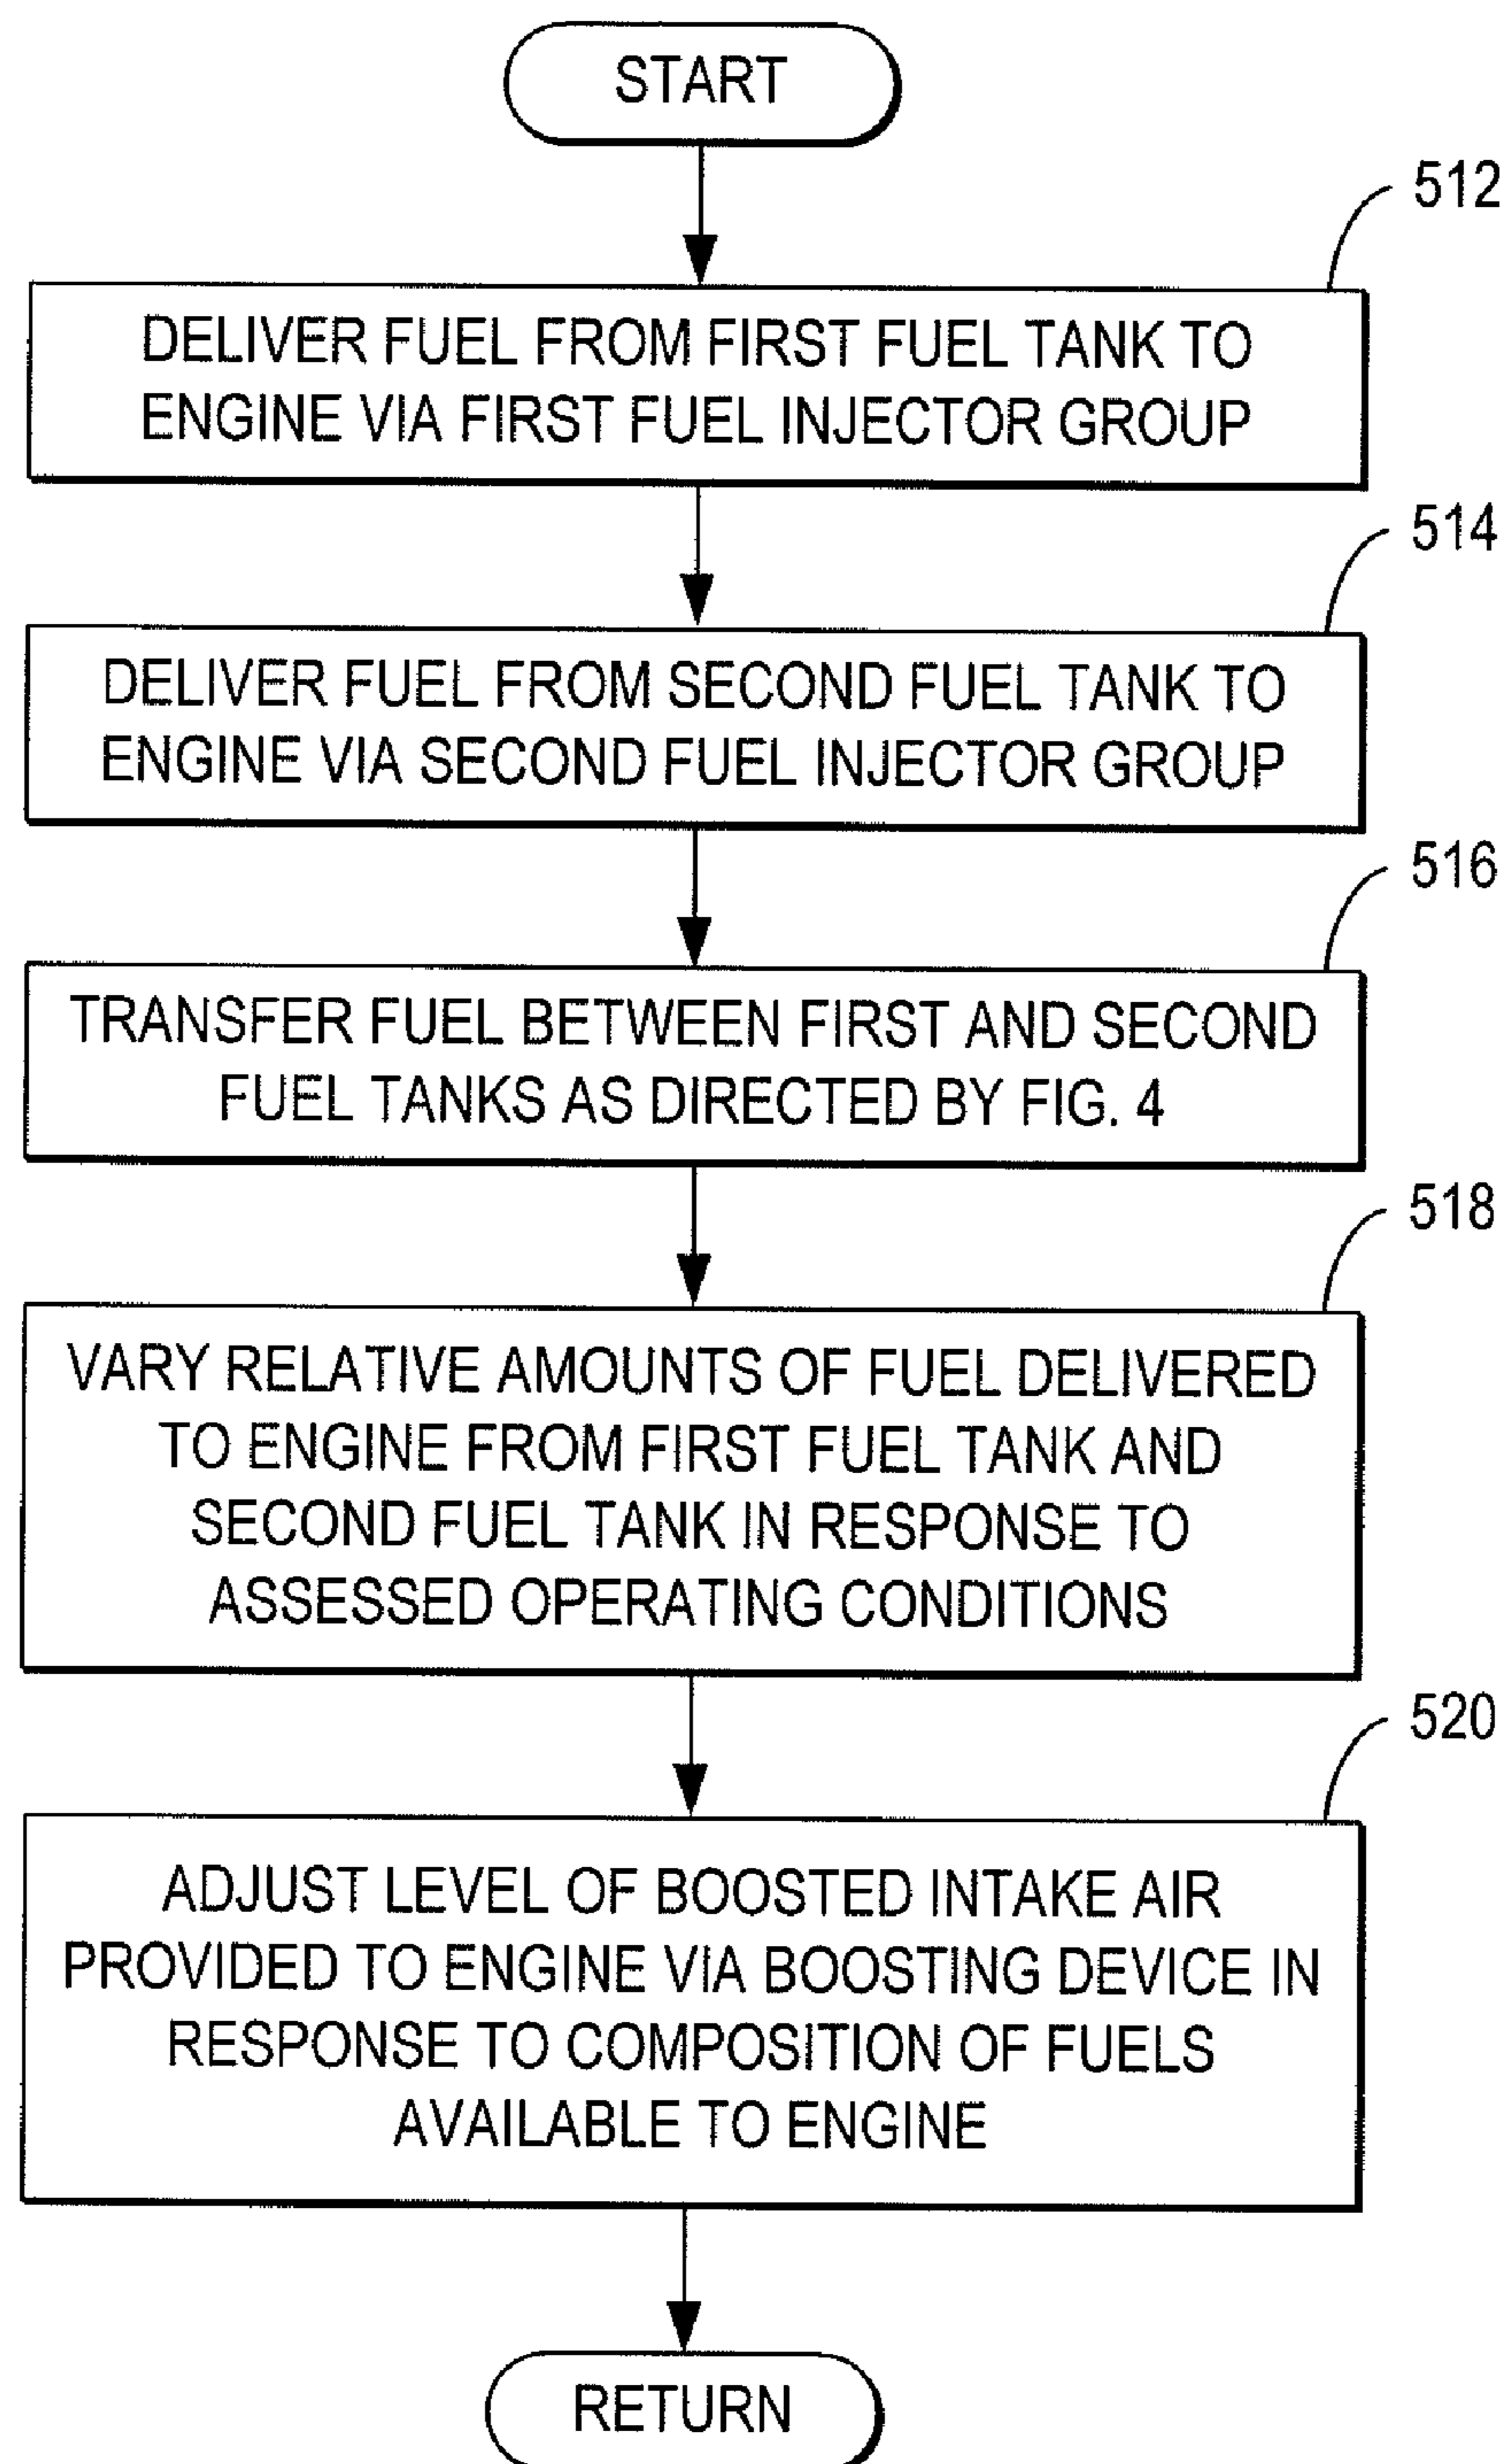 START
512
DELIVER FUEL FROM FIRST FUEL TANK TO
ENGINE VIA FIRST FUEL INJECTOR GROUP
514
DELIVER FUEL FROM SECOND FUEL TANK TO
ENGINE VIA SECOND FUEL INJECTOR GROUP
516
TRANSFER FUEL BETWEEN FIRST AND SECOND
FUEL TANKS AS DIRECTED BY FIG. 4
518
VARY RELATIVE AMOUNTS OF FUEL DELIVERED
TO ENGINE FROM FIRST FUEL TANK AND
SECOND FUEL TANK IN RESPONSE TO
ASSESSED OPERATING CONDITIONS
520
ADJUST LEVEL OF BOOSTED INTAKE AIR
PROVIDED TO ENGINE VIA BOOSTING DEVICE IN
RESPONSE TO COMPOSITION OF FUELS
AVAILABLE TO ENGINE
RETURN